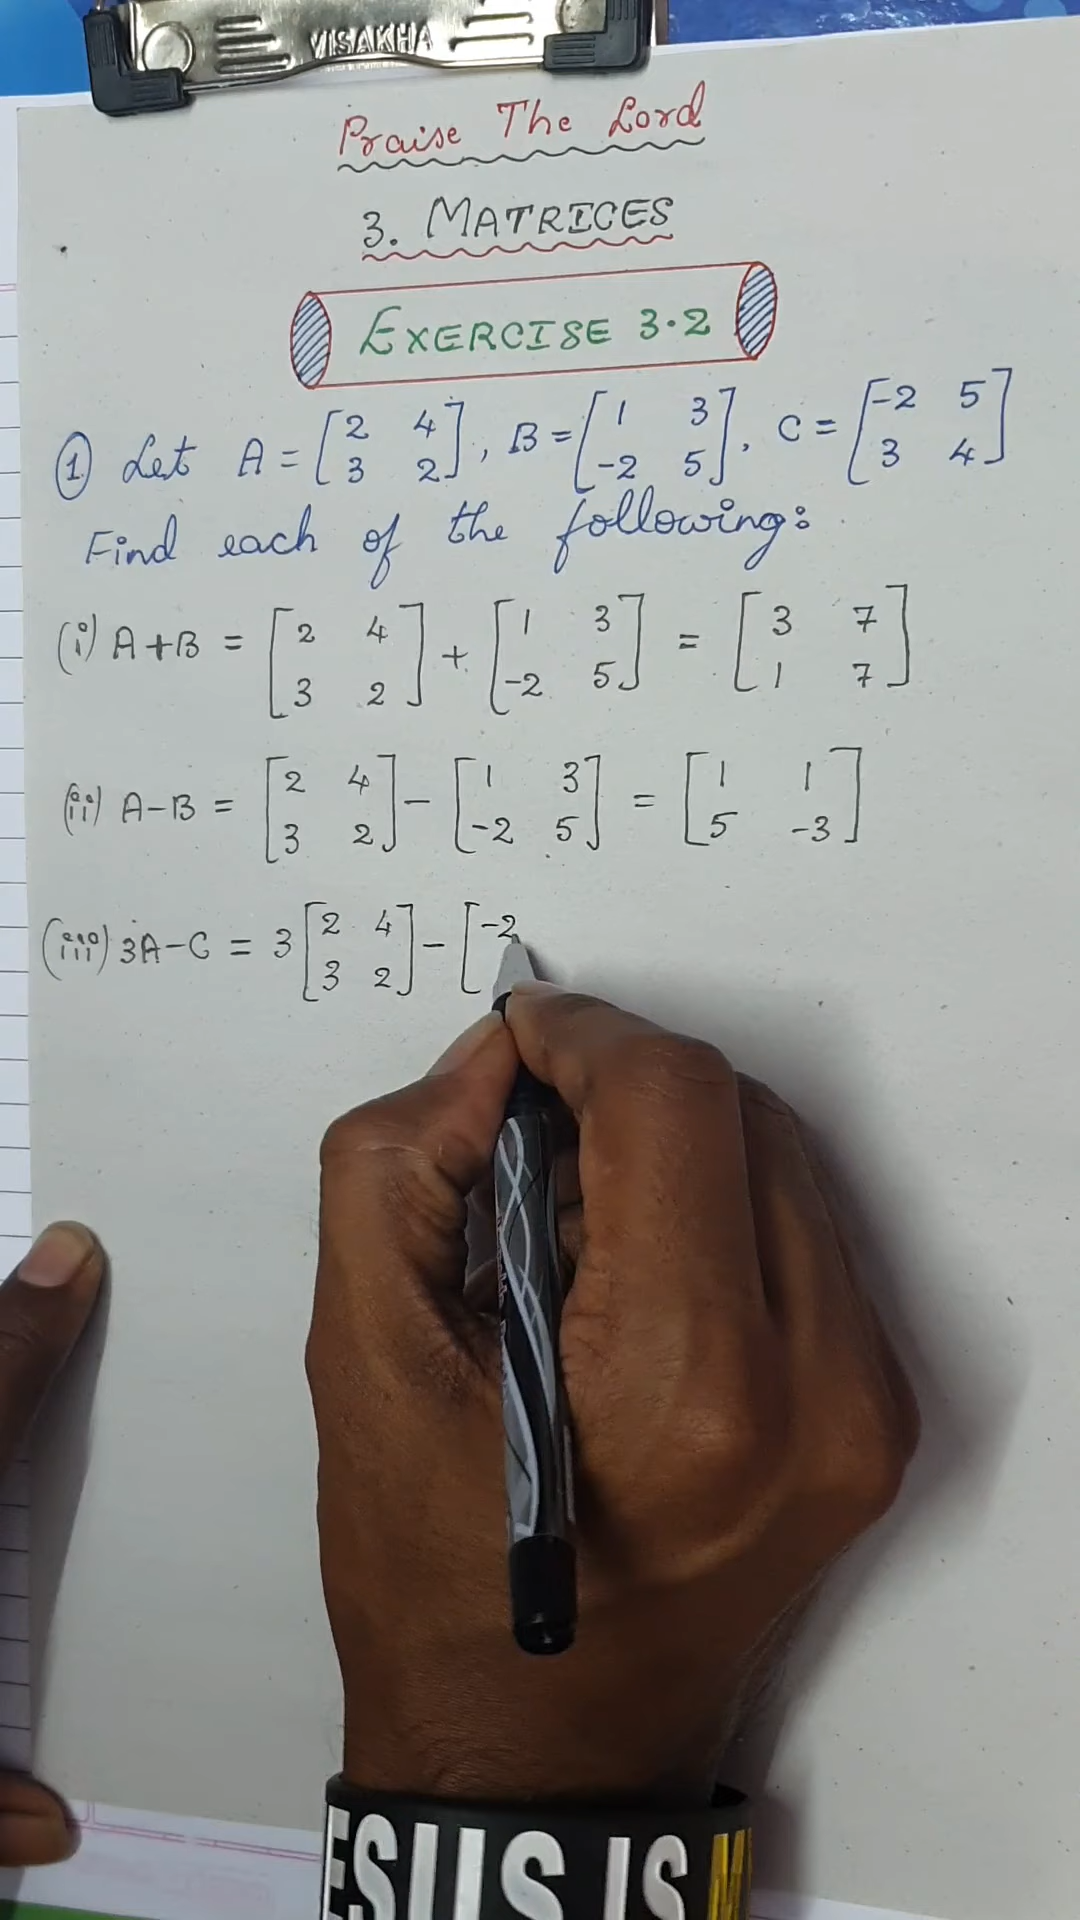 VISAKHA
Praise The Lord
3. MATRICES
EXERCISE 3.2
① Let A = [2 4; 3 2], B = [1 3; -2 5], C = [-2 5; 3 4]
Find each of the following:
(i) A+B = [2 4; 3 2] + [1 3; -2 5] = [3 7; 1 7]
(ii) A-B = [2 4; 3 2] - [1 3; -2 5] = [1 1; 5 -3]
(iii) 3A-C = 3[2 4; 3 2] - [-2
ESUS IS M